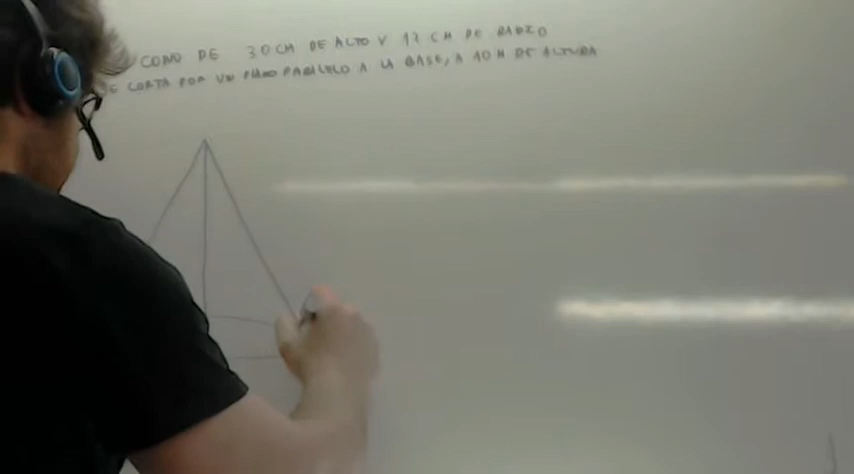 CONO DE 30 CM DE ALTO Y 12 CM DE RADIO
E CORTA POR UN PLANO PARALELO A LA BASE, A 10 M DE ALTURA